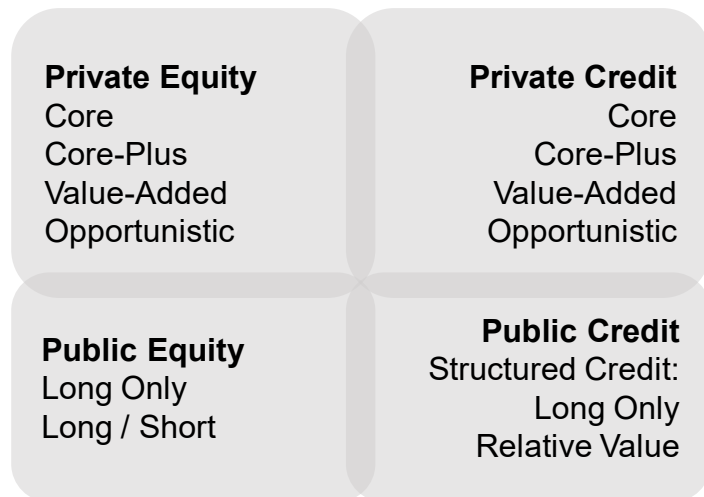 Private Equity
Core
Core-Plus
Value-Added
Opportunistic
Private Credit
Core
Core-Plus
Value-Added
Opportunistic
Public Equity
Long Only
Long / Short
Public Credit
Structured Credit:
Long Only
Relative Value